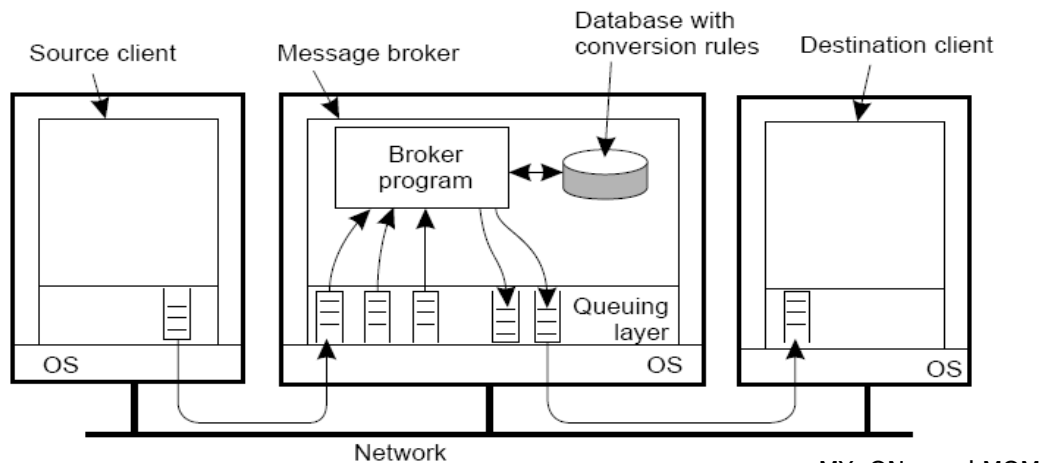 Database with
conversion rules
Source client
Message broker
Destination client
Broker
program
Queuing
layer
OS
OS
OS
Network